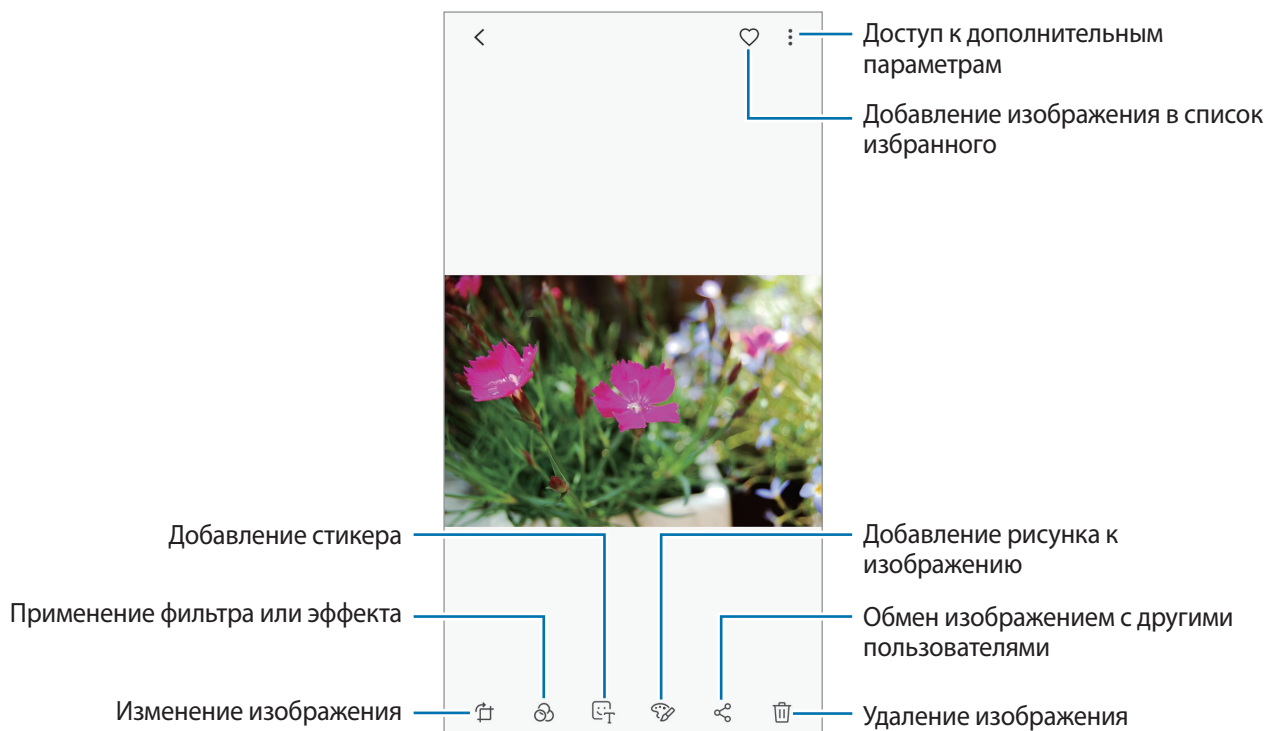 Доступ к дополнительным
параметрам
Добавление изображения в список
избранного
Добавление стикера
Добавление рисунка к
изображению
Применение фильтра или эффекта
Обмен изображением с другими
пользователями
Изменение изображения
Удаление изображения